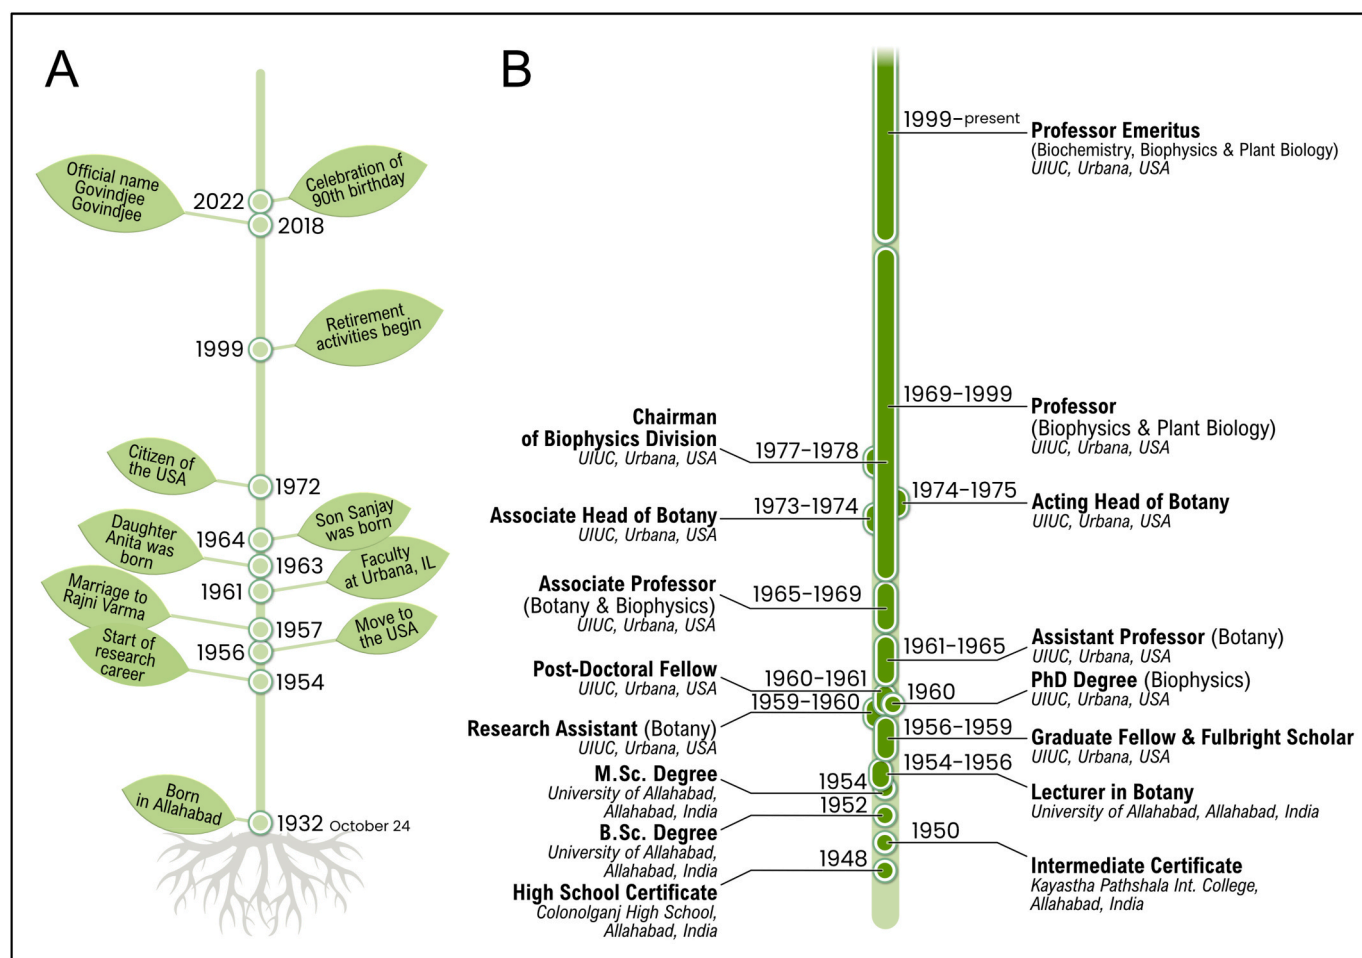 A
Official name
Govindjee
Govindjee
Celebration of
90th birthday
2022
2018
Retirement
activities begin
1999
Citizen of
the USA
1972
Son Sanjay
was born
1964
Daughter
Anita was
born
1963
Faculty
at Urbana, IL
1961
Marriage to
Rajni Varma
1957
Move to
the USA
1956
Start of
research
career
1954
Born
in Allahabad
1932 October 24
B
1999–present
Professor Emeritus
(Biochemistry, Biophysics & Plant Biology)
UIUC, Urbana, USA
1969–1999
Professor
(Biophysics & Plant Biology)
UIUC, Urbana, USA
Chairman
of Biophysics Division
UIUC, Urbana, USA
1977–1978
1974–1975
Acting Head of Botany
UIUC, Urbana, USA
1973–1974
Associate Head of Botany
UIUC, Urbana, USA
Associate Professor
(Botany & Biophysics)
UIUC, Urbana, USA
1965–1969
1961–1965
Assistant Professor (Botany)
UIUC, Urbana, USA
Post-Doctoral Fellow
UIUC, Urbana, USA
1960–1961
1960
PhD Degree (Biophysics)
UIUC, Urbana, USA
1959–1960
Research Assistant (Botany)
UIUC, Urbana, USA
1956–1959
Graduate Fellow & Fulbright Scholar
UIUC, Urbana, USA
1954–1956
Lecturer in Botany
University of Allahabad, Allahabad, India
M.Sc. Degree
University of Allahabad,
Allahabad, India
1954
1952
B.Sc. Degree
University of Allahabad,
Allahabad, India
1950
Intermediate Certificate
Kayastha Pathshala Int. College,
Allahabad, India
1948
High School Certificate
Colonolganj High School,
Allahabad, India